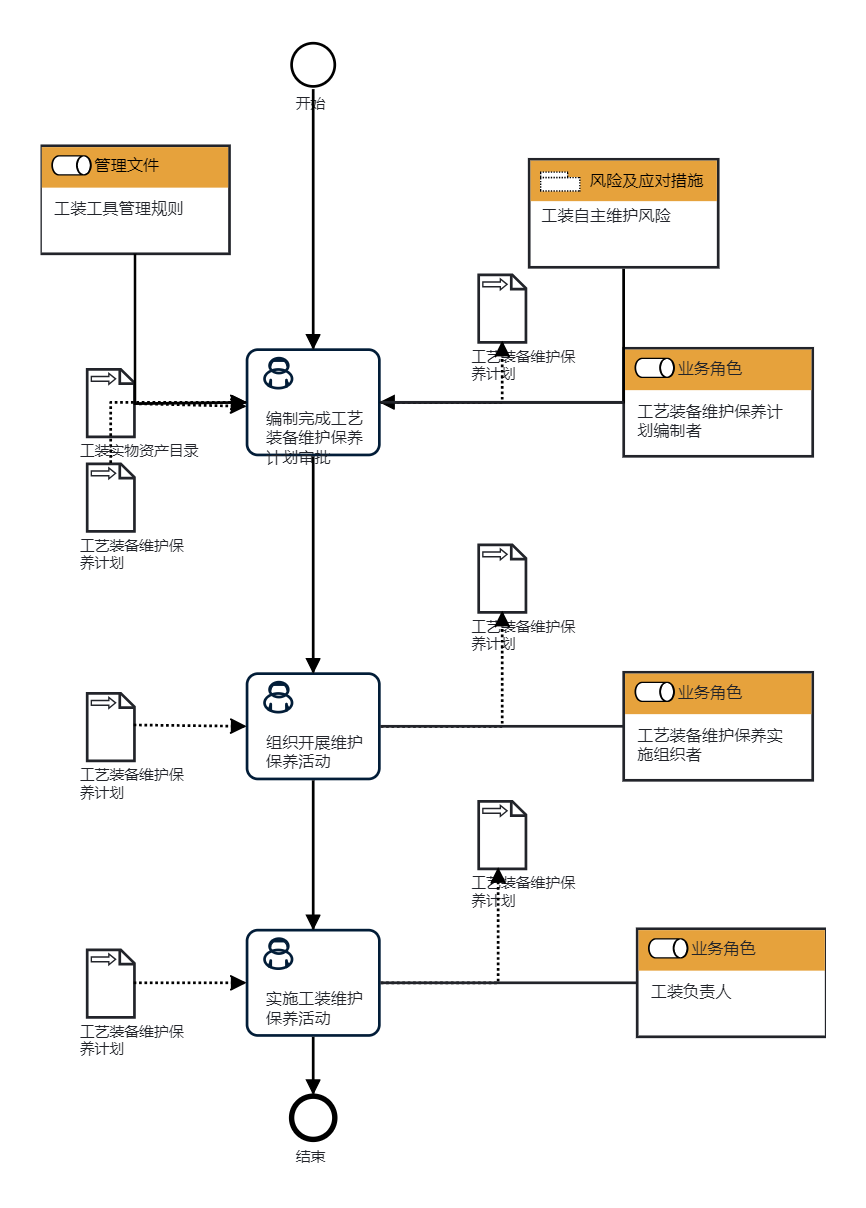 开始
管理文件
工装工具管理规则
风险及应对措施
工装自主维护风险
工艺装备维护保
养计划
业务角色
工艺装备维护保养计
划编制者
编制完成工艺
装备维护保养
计划审批
工装实物资产目录
工艺装备维护保
养计划
工艺装备维护保
养计划
业务角色
工艺装备维护保养实
施组织者
组织开展维护
保养活动
工艺装备维护保
养计划
工艺装备维护保
养计划
业务角色
工装负责人
实施工装维护
保养活动
工艺装备维护保
养计划
结束